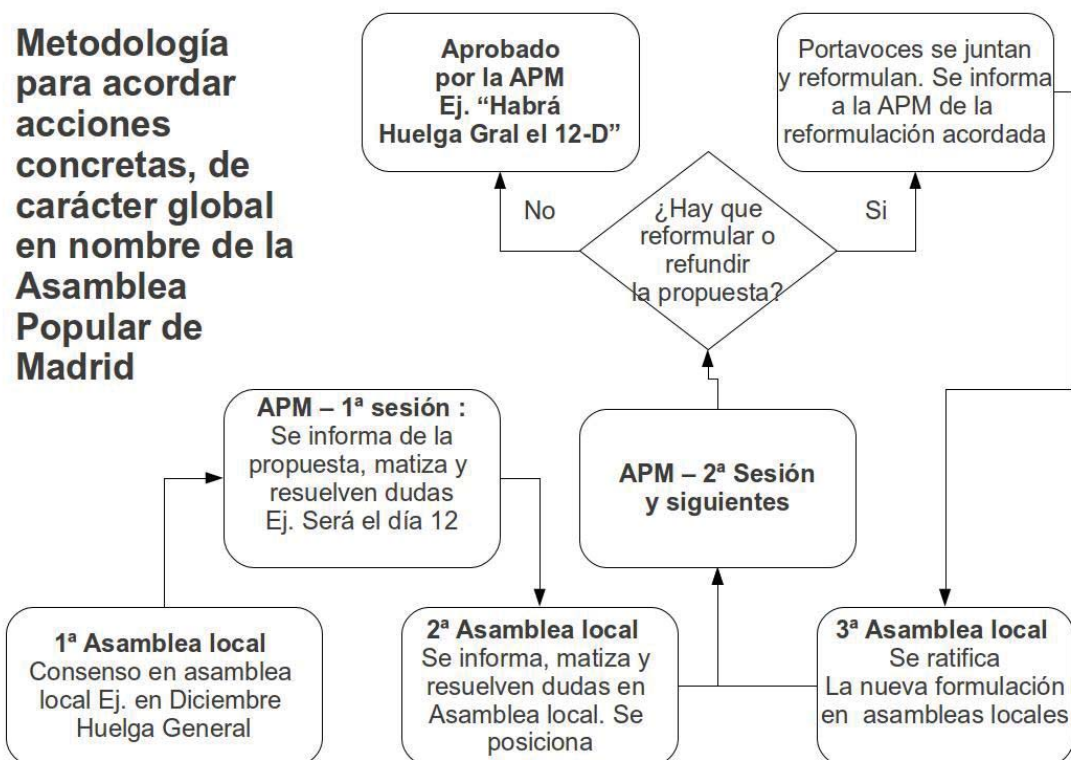 Metodología
para acordar
acciones
concretas, de
carácter global
en nombre de la
Asamblea
Popular de
Madrid
Aprobado
por la APM
Ej. “Habrá
Huelga Gral el 12-D”
Portavoces se juntan
y reformulan. Se informa
a la APM de la
reformulación acordada
No
¿Hay que
reformular o
refundir
la propuesta?
Si
APM – 1ª sesión :
Se informa de la
propuesta, matiza y
resuelven dudas
Ej. Será el día 12
APM – 2ª Sesión
y siguientes
1ª Asamblea local
Consenso en asamblea
local Ej. en Diciembre
Huelga General
2ª Asamblea local
Se informa, matiza y
resuelven dudas en
Asamblea local. Se
posiciona
3ª Asamblea local
Se ratifica
La nueva formulación
en asambleas locales